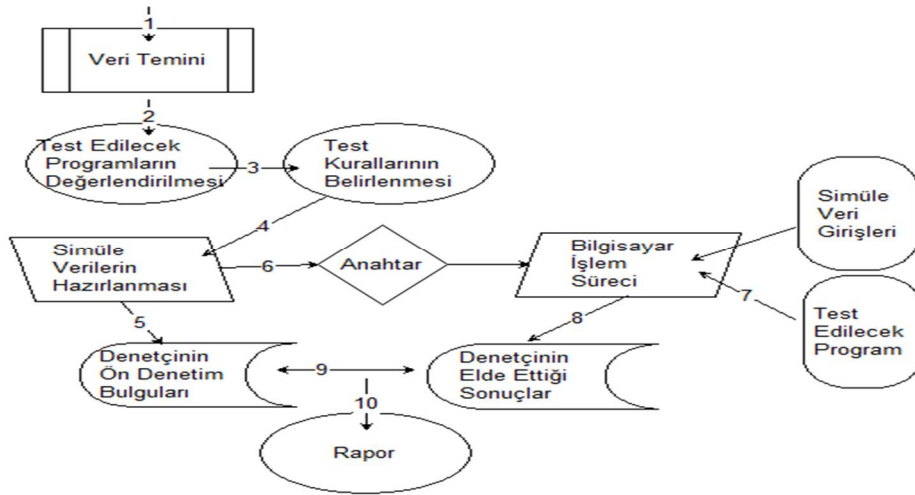 1
Veri Temini
2
Test Edilecek
Programların
Değerlendirilmesi
3
Test
Kurallarının
Belirlenmesi
4
Simüle
Verilerin
Hazırlanması
6
Anahtar
Bilgisayar
İşlem
Süreci
Simüle
Veri
Girişleri
7
Test
Edilecek
Program
5
8
Denetçinin
Ön Denetim
Bulguları
9
Denetçinin
Elde Ettiği
Sonuçlar
10
Rapor